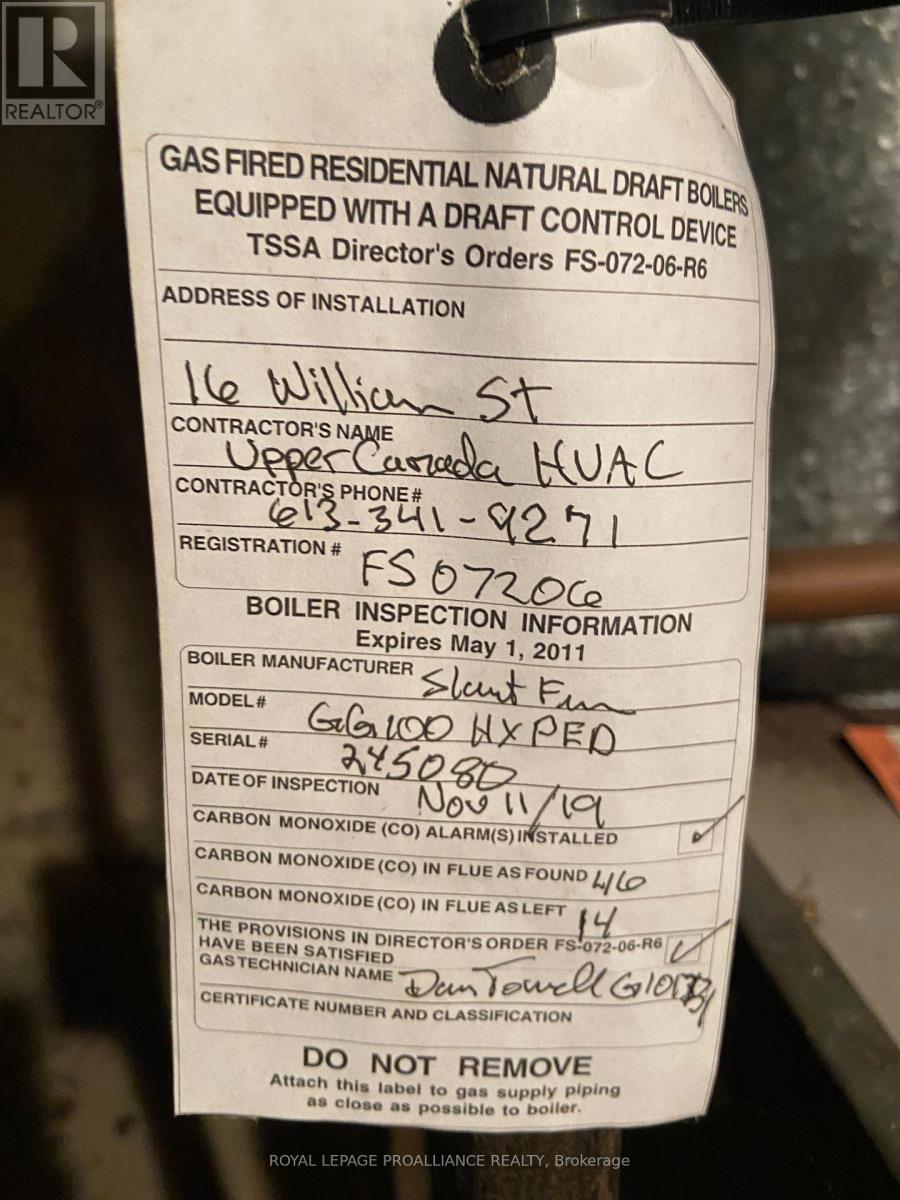 REALTOR®
GAS FIRED RESIDENTIAL NATURAL DRAFT BOILERS
EQUIPPED WITH A DRAFT CONTROL DEVICE
TSSA Director's Orders FS-072-06-R6
ADDRESS OF INSTALLATION
16 William St
CONTRACTOR'S NAME
Upper Canada HVAC
CONTRACTOR'S PHONE#
613-341-9271
REGISTRATION # FS 07206
BOILER INSPECTION INFORMATION
Expires May 1, 2011
BOILER MANUFACTURER Slant Fin
MODEL# GG100 HXPED
SERIAL# 245080
DATE OF INSPECTION Nov 11/19
CARBON MONOXIDE (CO) ALARM(S) INSTALLED ✓
CARBON MONOXIDE (CO) IN FLUE AS FOUND 46
CARBON MONOXIDE (CO) IN FLUE AS LEFT 14
THE PROVISIONS IN DIRECTOR'S ORDER FS-072-06-R6 ✓
HAVE BEEN SATISFIED
GAS TECHNICIAN NAME Dan
CERTIFICATE NUMBER AND CLASSIFICATION
DO NOT REMOVE
Attach this label to gas supply piping
as close as possible to boiler.
ROYAL LEPAGE PROALLIANCE REALTY, Brokerage